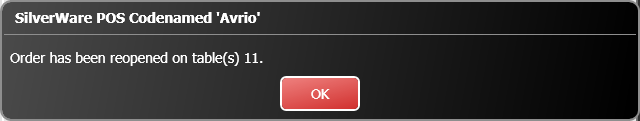 SilverWare POS Codenamed 'Avrio'
Order has been reopened on table(s) 11.
OK